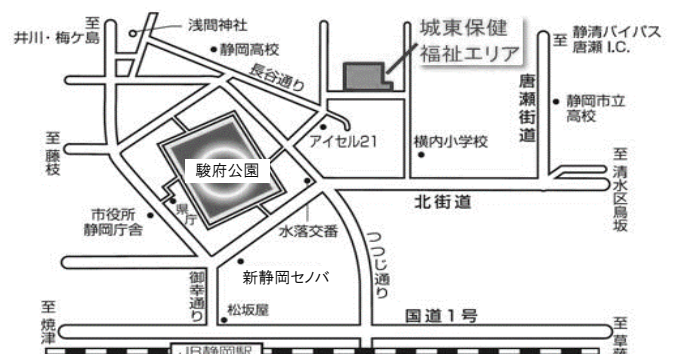 至
井川・梅ケ島
浅間神社
静岡高校
長谷通り
城東保健
福祉エリア
至
静清バイパス
唐瀬 I.C.
唐瀬街道
静岡市立
高校
至藤枝
駿府公園
アイセル21
横内小学校
至清水区鳥坂
北街道
県庁
市役所
静岡庁舎
水落交番
つつじ通り
御幸通り
新静岡セノバ
松坂屋
国道1号
至焼津
至草
JR静岡駅